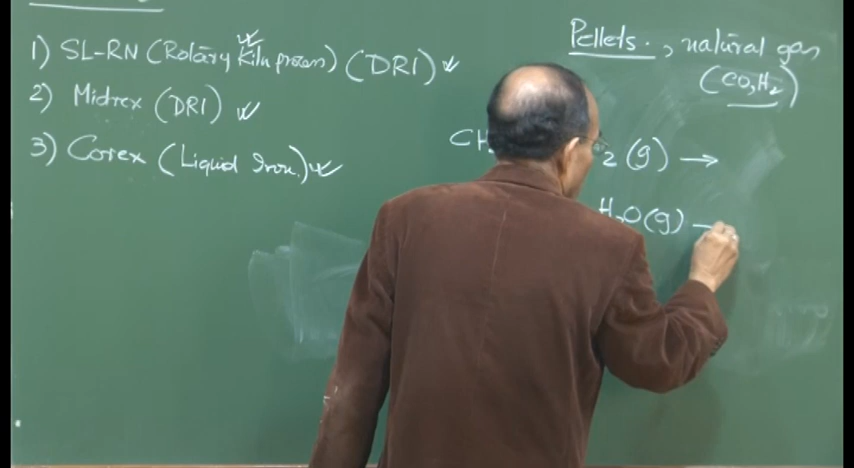 1) SL-RN (Rotary Kiln process) (DRI)
2) Midrex (DRI)
3) Corex (Liquid Iron)
Pellets., natural gas
(CO, H₂)
CH
₂(g) →
H₂O(g) →